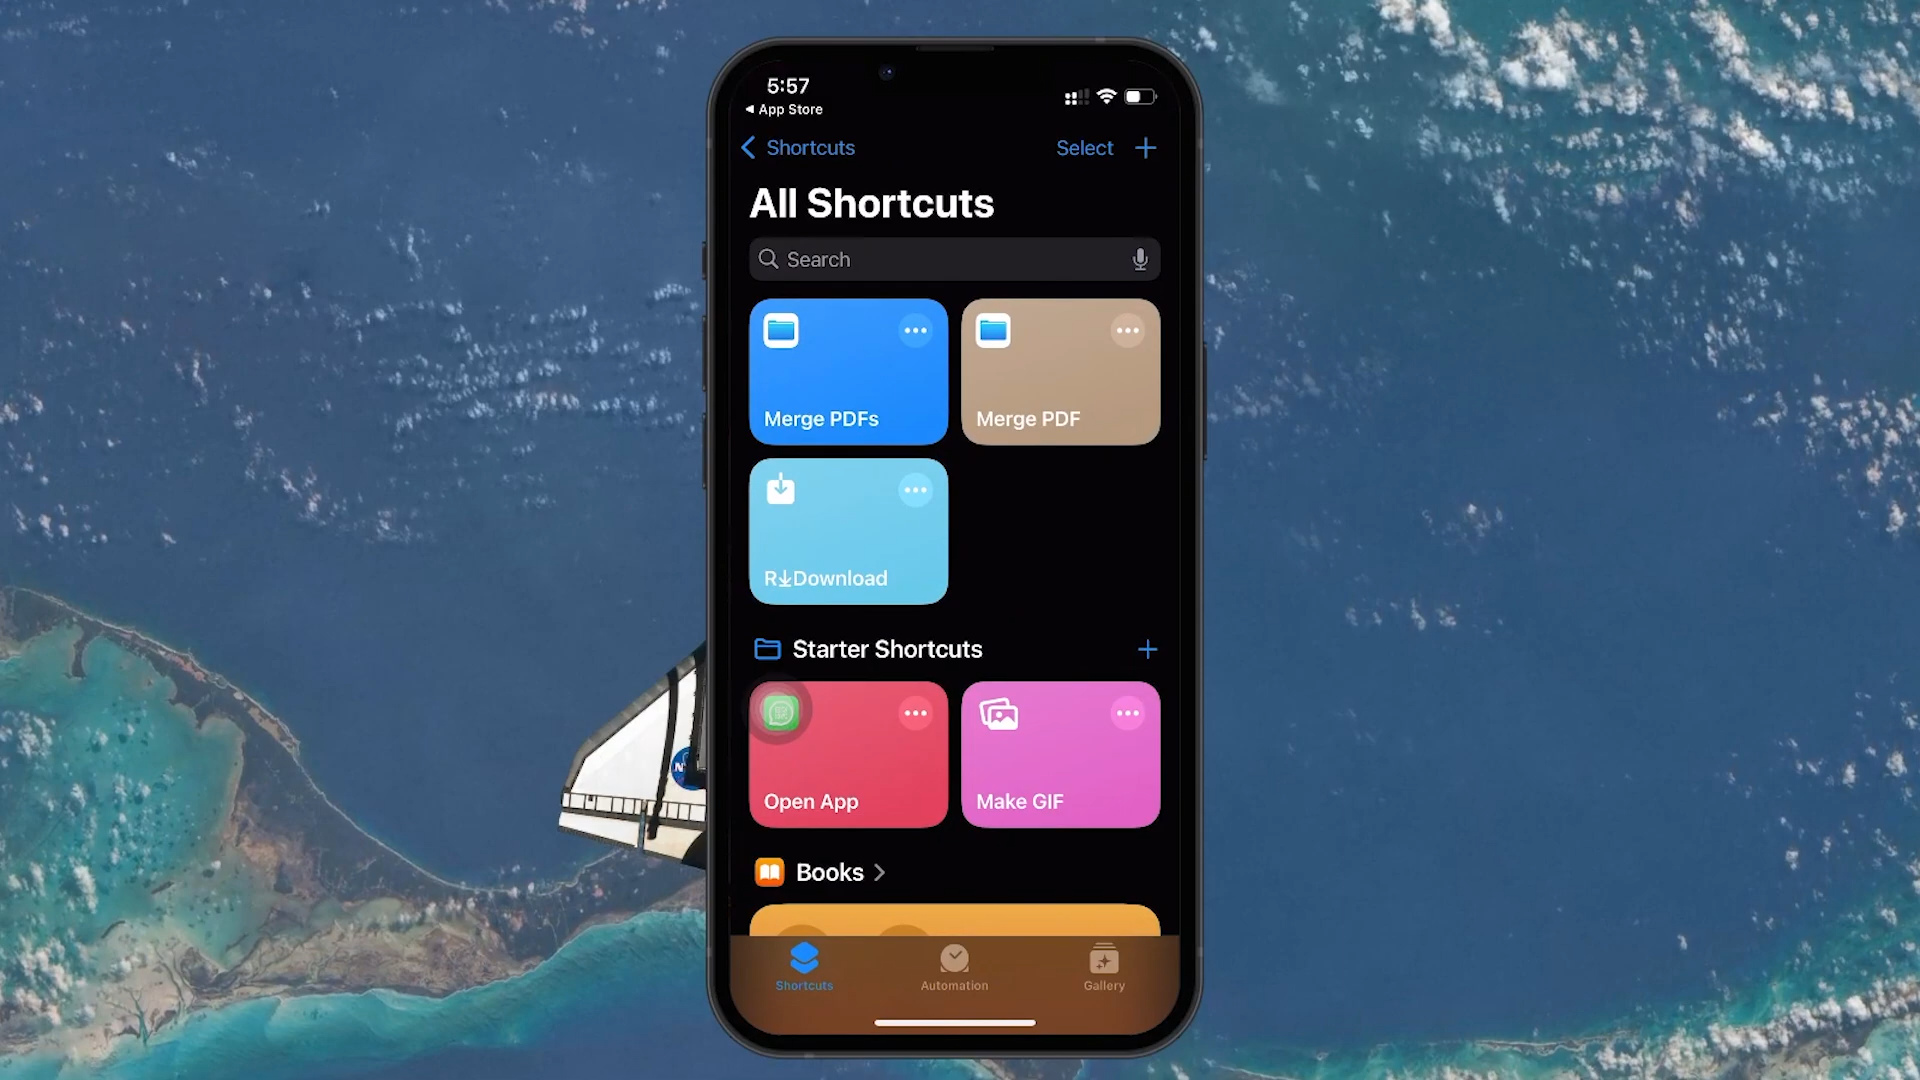 5:57
App Store
Shortcuts
Select
All Shortcuts
Search
Merge PDFs
Merge PDF
R↓Download
Starter Shortcuts
Open App
Make GIF
Books
Shortcuts
Automation
Gallery